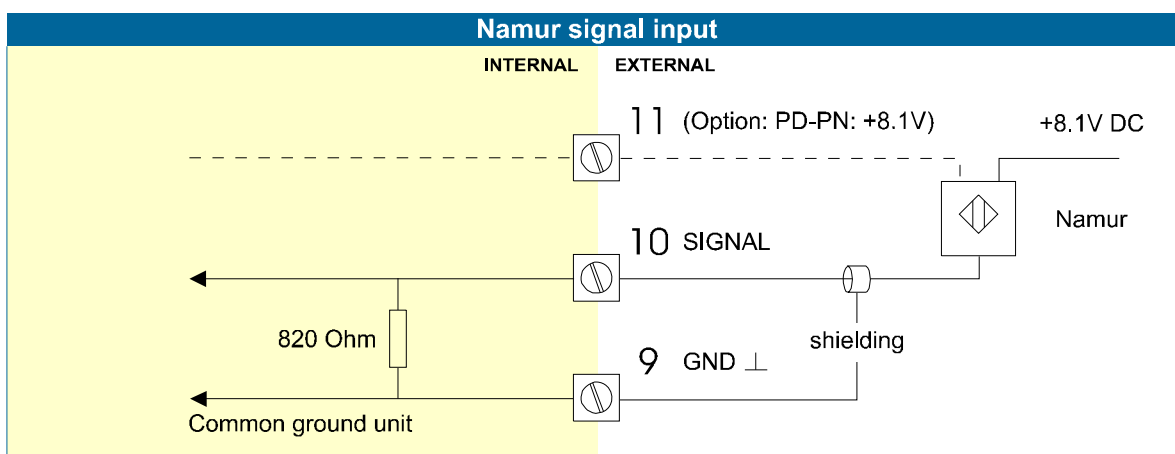 Namur signal input
INTERNAL EXTERNAL
11 (Option: PD-PN: +8.1V) +8.1V DC
Namur
10 SIGNAL
820 Ohm
shielding
9 GND ⊥
Common ground unit